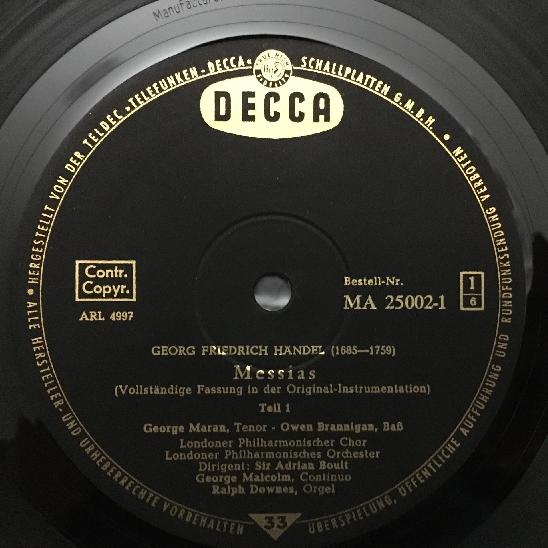 Manufactured
HERGESTELLT VON DER TELDEC »TELEFUNKEN-DECCA« SCHALLPLATTEN G.M.B.H. •
DECCA
Contr.
Copyr.
ARL 4997
Bestell-Nr.
MA 25002-1
1
6
GEORG FRIEDRICH HÄNDEL (1685—1759)
Messias
(Vollständige Fassung in der Original-Instrumentation)
Teil 1
George Maran, Tenor - Owen Brannigan, Baß
Londoner Philharmonischer Chor
Londoner Philharmonisches Orchester
Dirigent: Sir Adrian Boult
George Malcolm, Continuo
Ralph Downes, Orgel
• ALLE HERSTELLER- UND URHEBERRECHTE VORBEHALTEN
33
ÜBERSPIELUNG, ÖFFENTLICHE AUFFÜHRUNG UND RUNDFUNKSENDUNG VERBOTEN